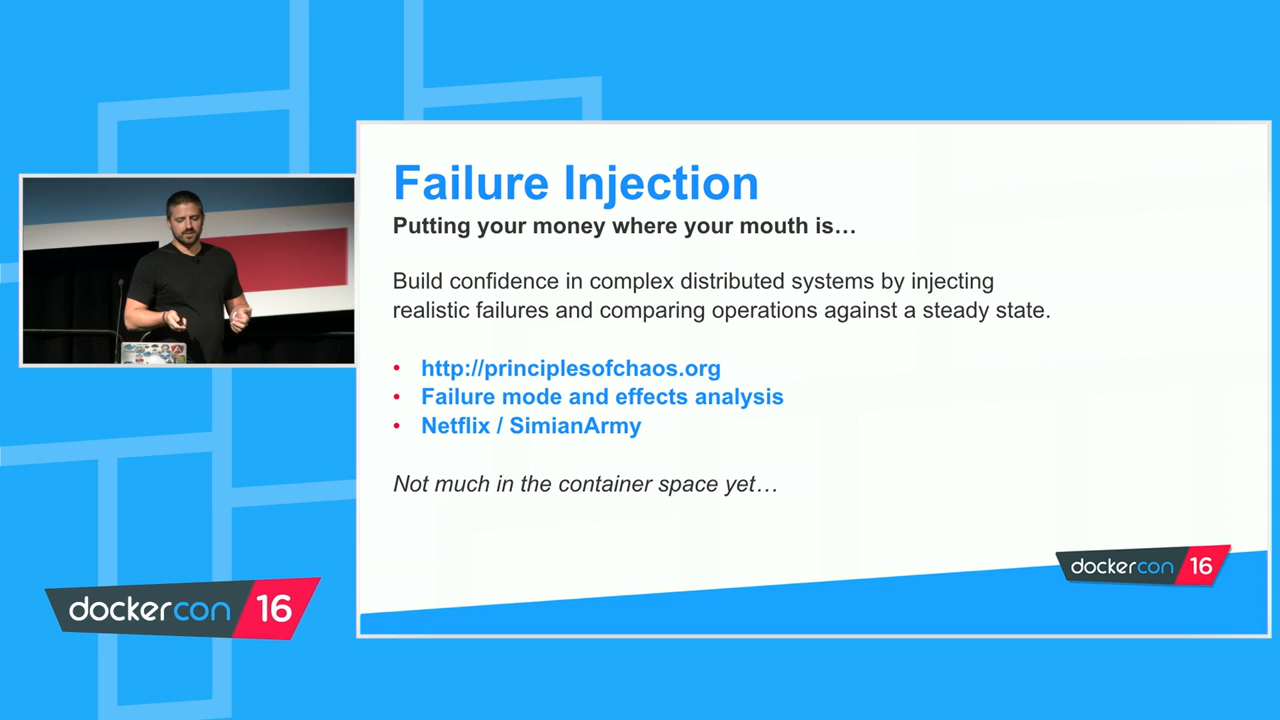 Failure Injection
Putting your money where your mouth is…
Build confidence in complex distributed systems by injecting
realistic failures and comparing operations against a steady state.
• http://principlesofchaos.org
• Failure mode and effects analysis
• Netflix / SimianArmy
Not much in the container space yet…
dockercon 16
dockercon 16